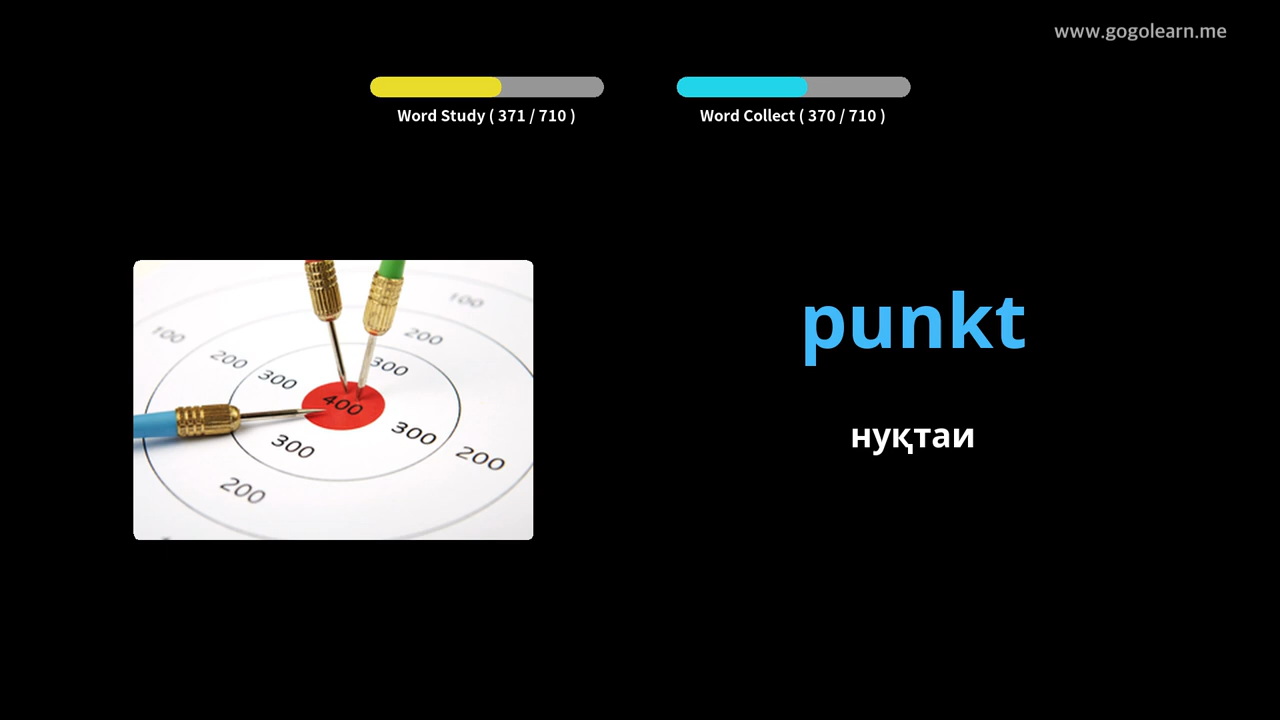 www.gogolearn.me
Word Study ( 371 / 710 )
Word Collect ( 370 / 710 )
100
100
200
200
300
300
400
300
300
200
200
punkt
нуқтаи